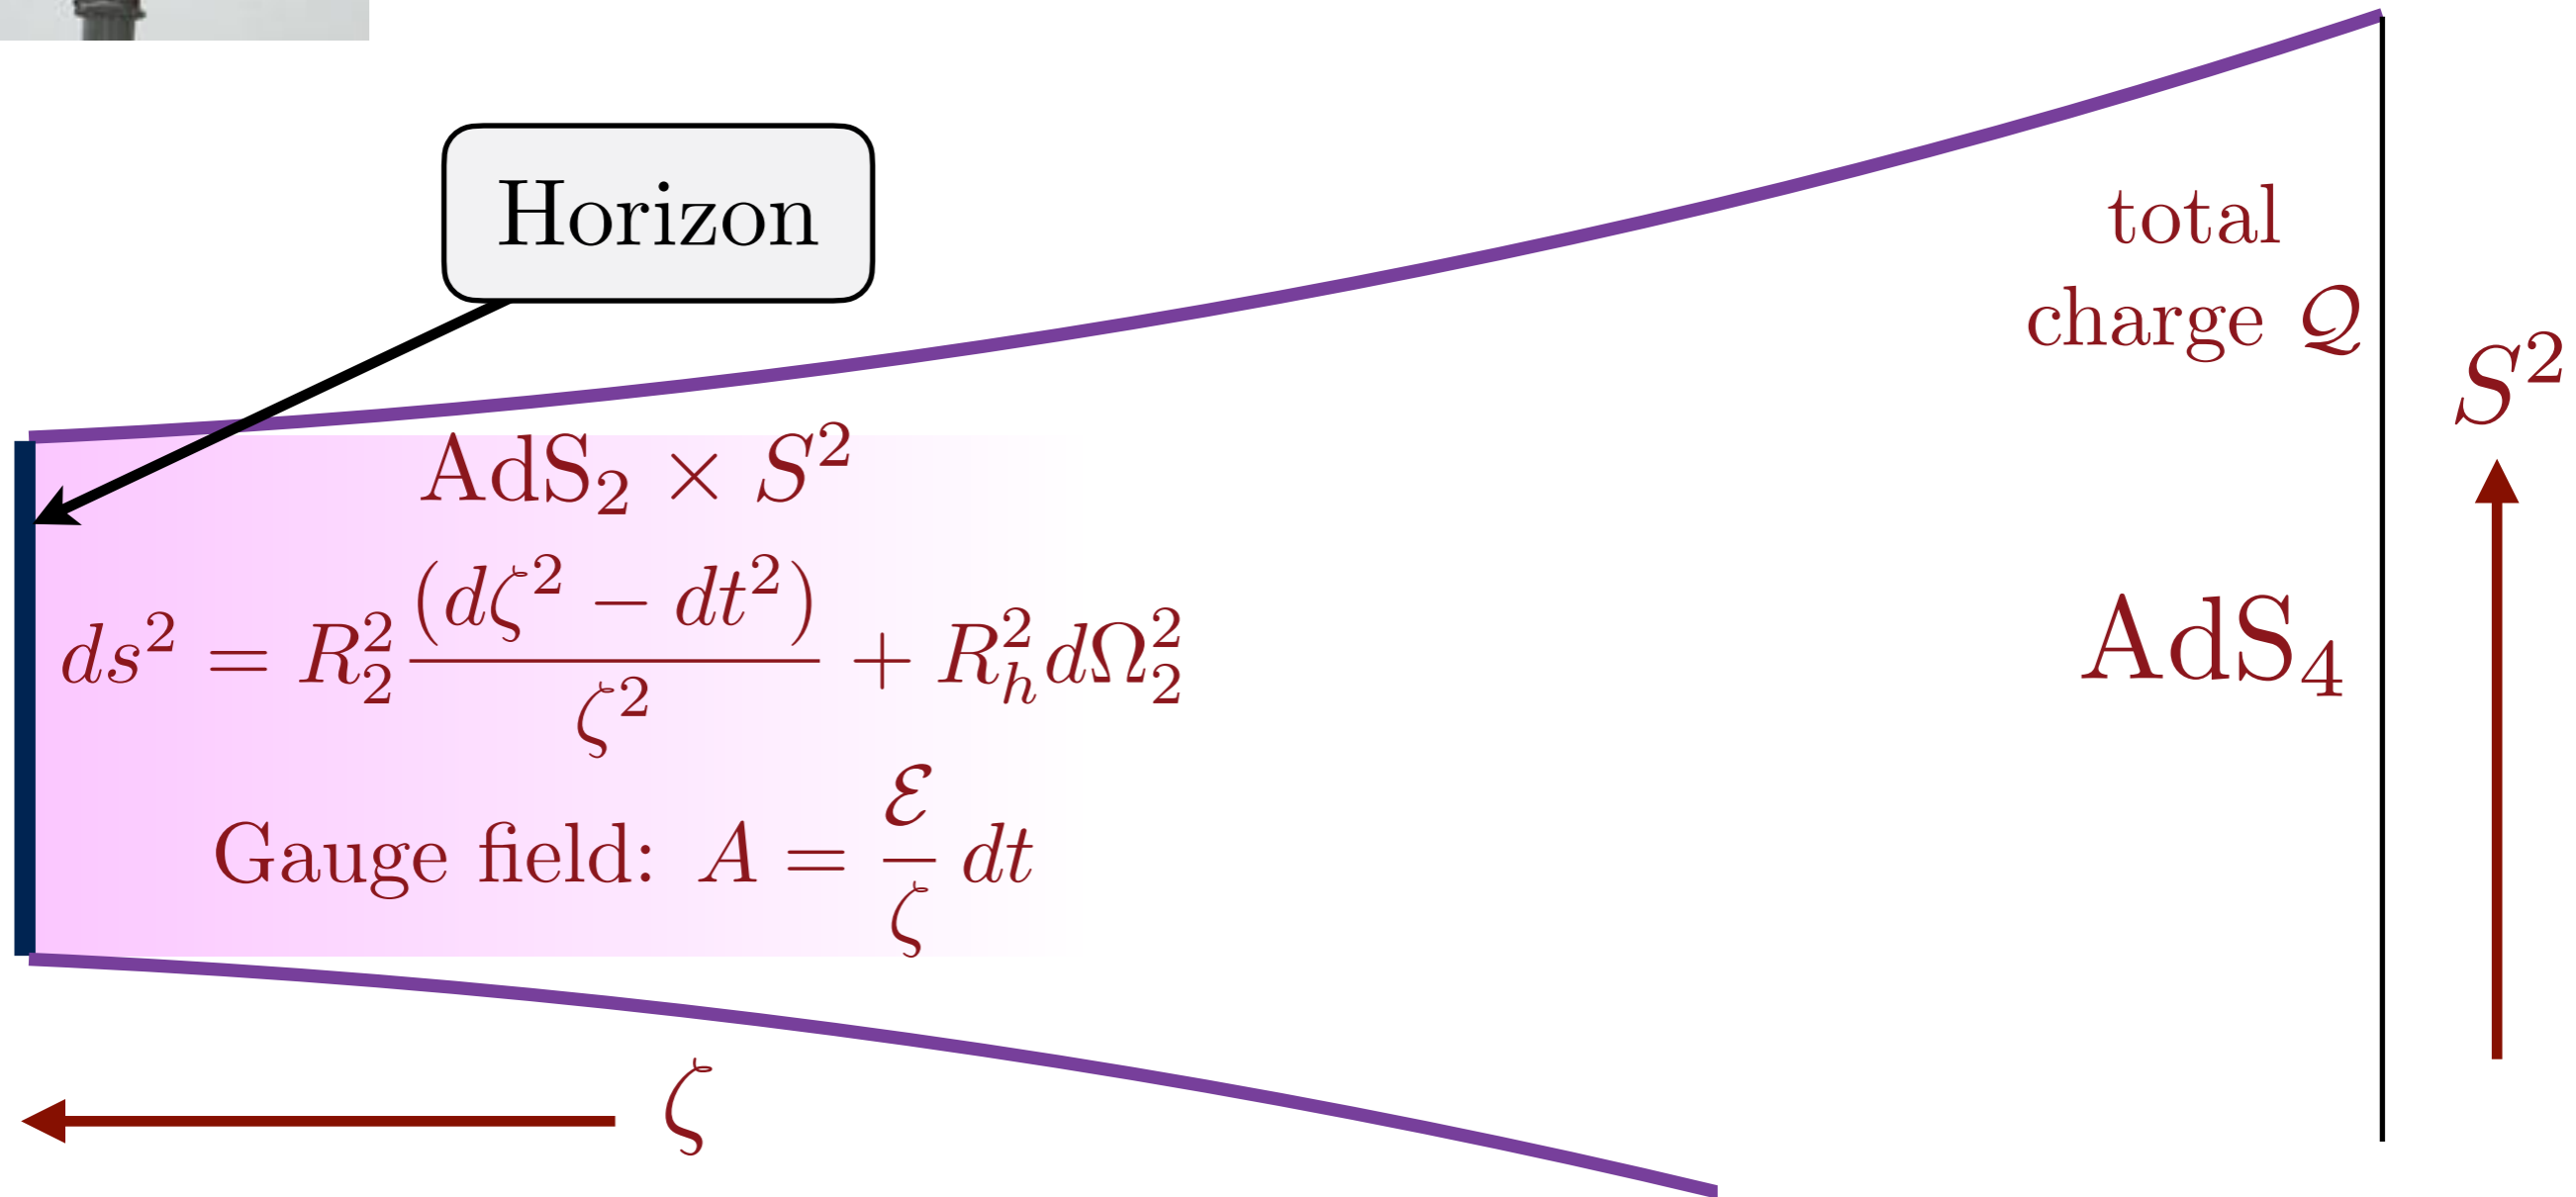 Horizon
total
charge 𝒬
S²
AdS₂ × S²
ds² = R₂² (dζ² − dt²)/ζ² + R_h² dΩ₂²
AdS₄
Gauge field: A = ℰ/ζ dt
ζ